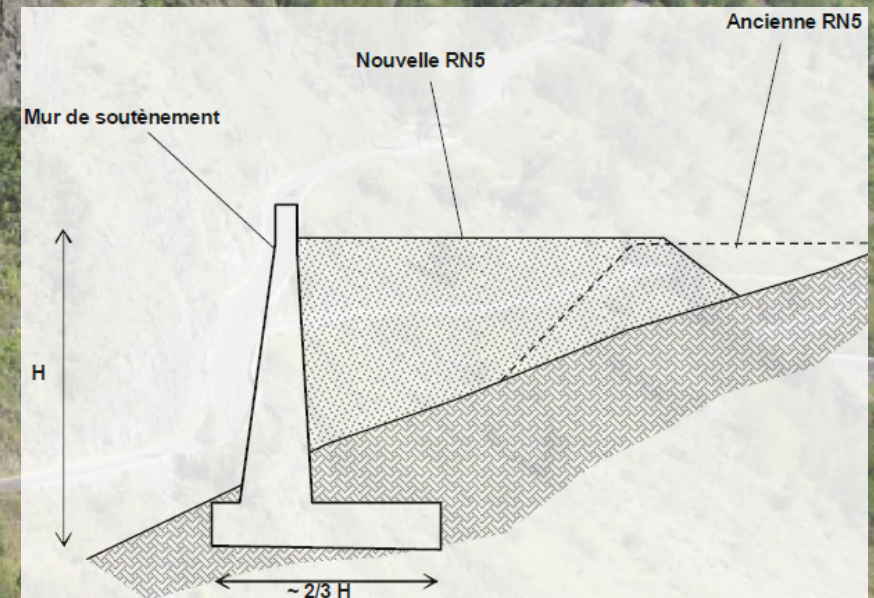 Ancienne RN5
Nouvelle RN5
Mur de soutènement
H
~ 2/3 H